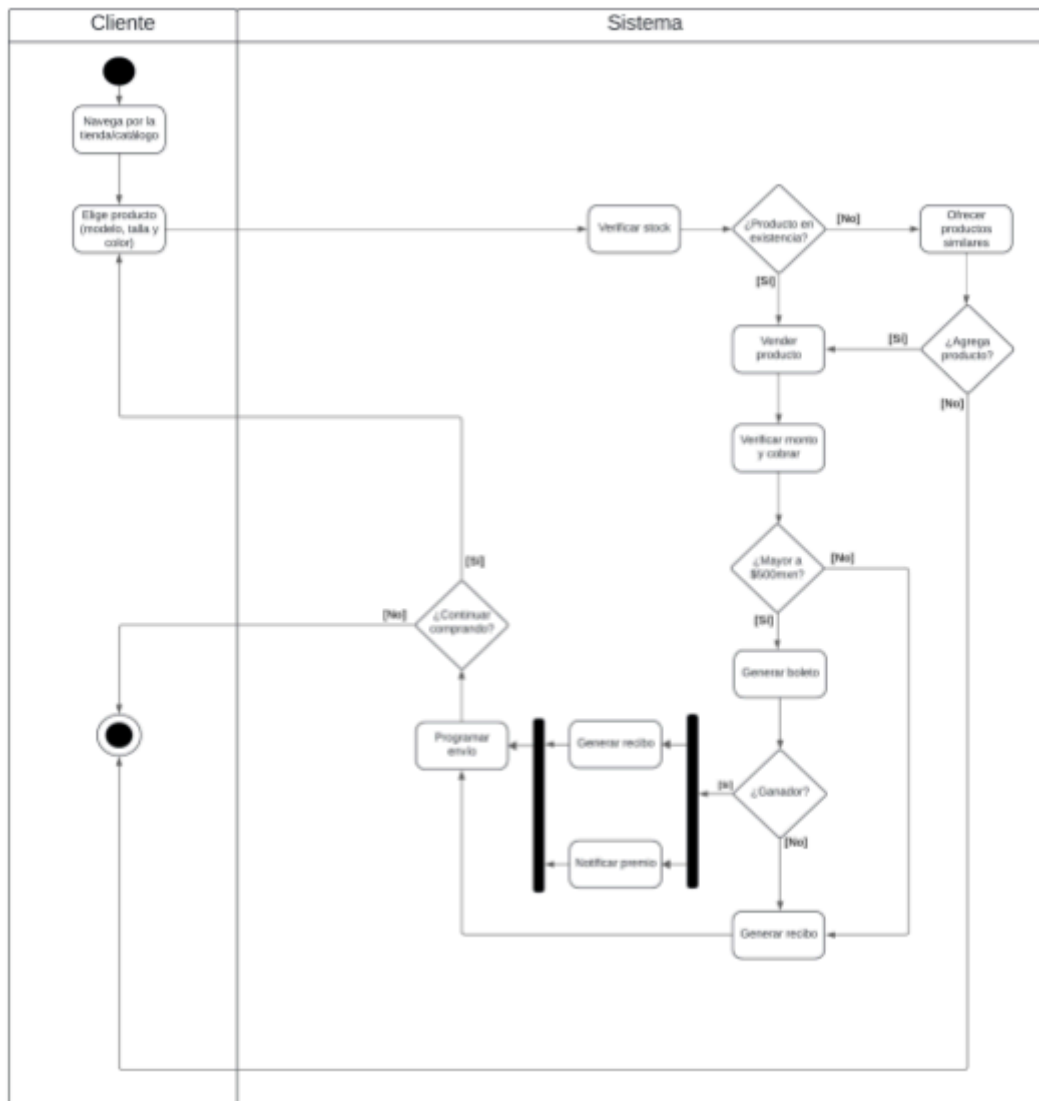 Cliente
Sistema
Navega por la
tienda/catálogo
Elige producto
(modelo, talla y
color)
Verificar stock
¿Producto en
existencia?
[No]
Ofrecer
productos
similares
[Sí]
Vender
producto
[Sí]
¿Agrega
producto?
[No]
Verificar monto
y cobrar
¿Mayor a
$500mxn?
[No]
[Sí]
[Sí]
¿Continuar
comprando?
[No]
Generar boleto
Programar
envío
Generar recibo
[Sí]
¿Ganador?
[No]
Notificar premio
Generar recibo